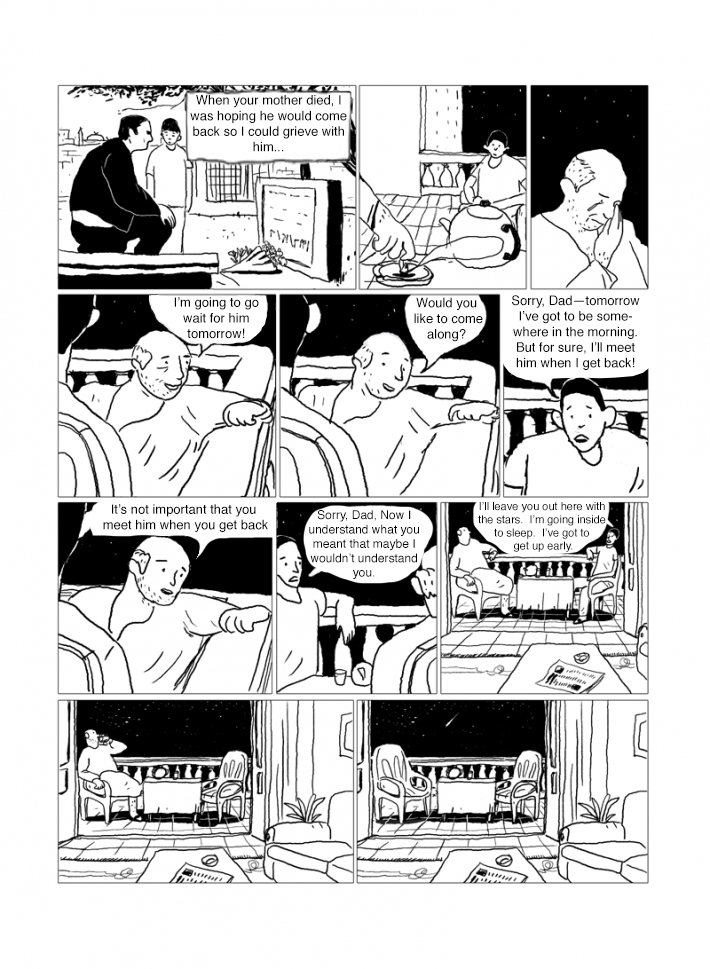 When your mother died, I
was hoping he would come
back so I could grieve with
him...
I'm going to go
wait for him
tomorrow!
Would you
like to come
along?
Sorry, Dad—tomorrow
I've got to be some-
where in the morning.
But for sure, I'll meet
him when I get back!
It's not important that you
meet him when you get back
Sorry, Dad, Now I
understand what you
meant that maybe I
wouldn't understand
you.
I'll leave you out here with
the stars. I'm going inside
to sleep. I've got to
get up early.